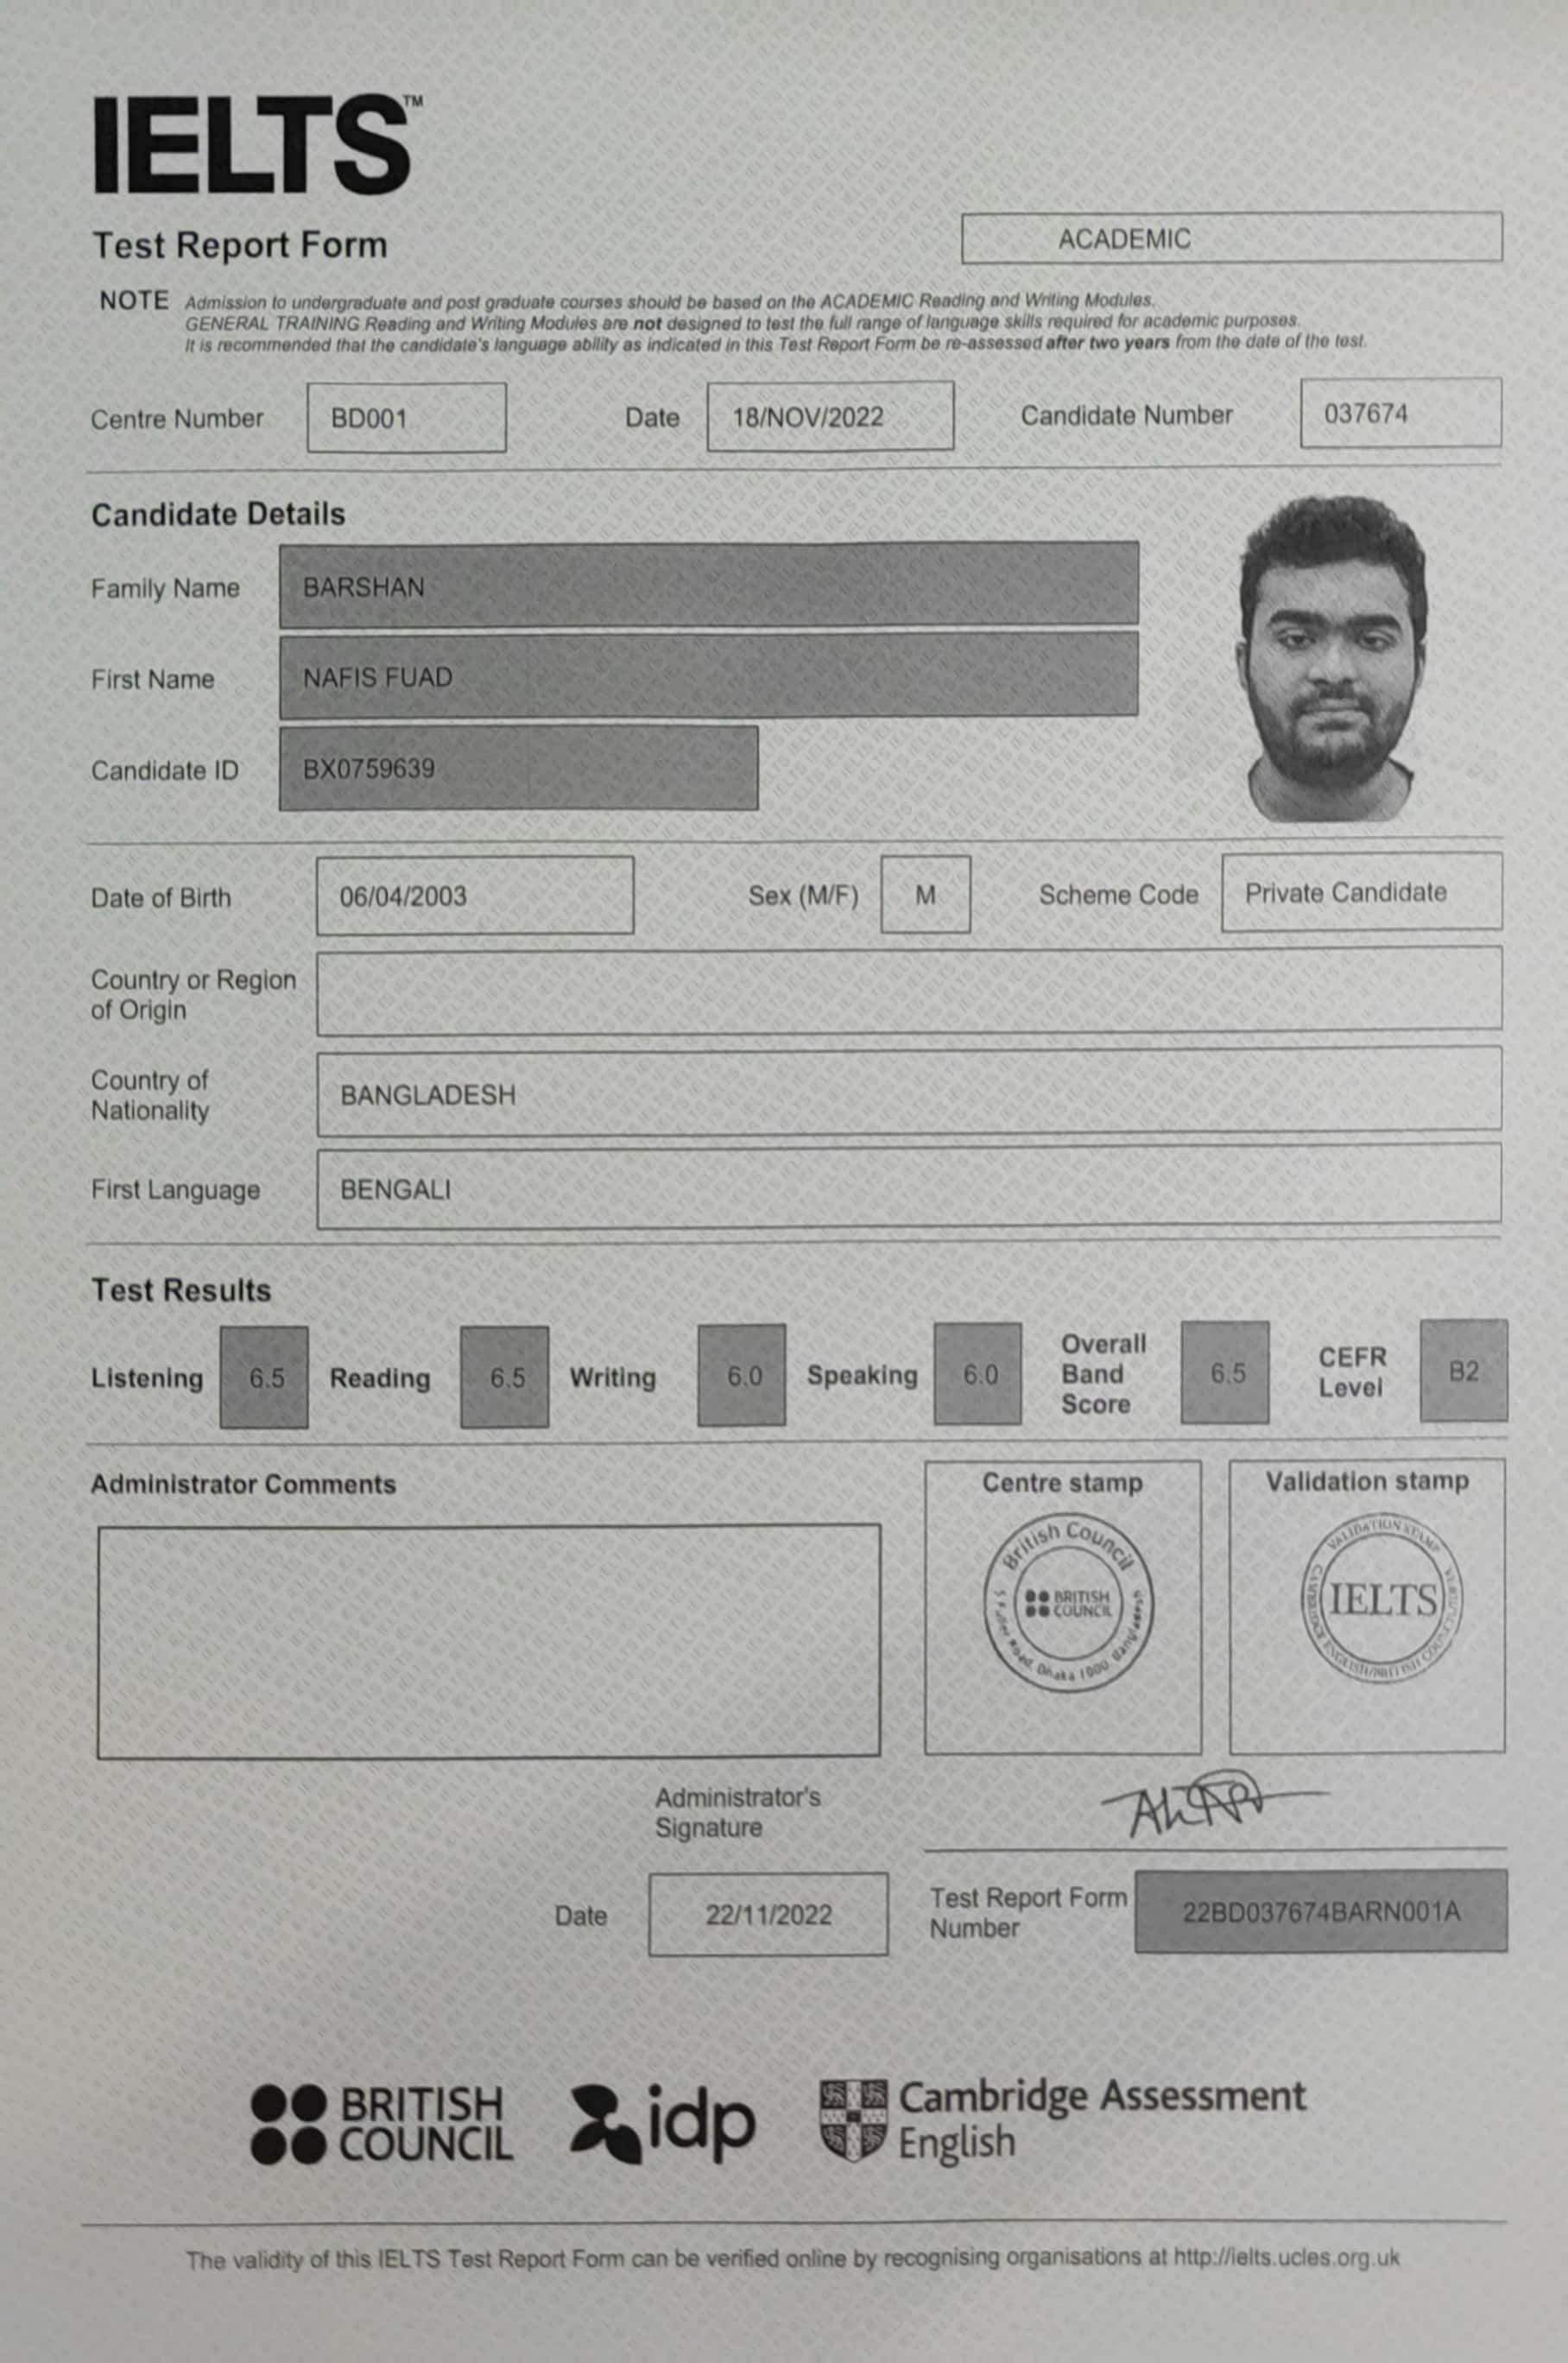 IELTS™
Test Report Form
ACADEMIC
NOTE Admission to undergraduate and post graduate courses should be based on the ACADEMIC Reading and Writing Modules.
GENERAL TRAINING Reading and Writing Modules are not designed to test the full range of language skills required for academic purposes.
It is recommended that the candidate's language ability as indicated in this Test Report Form be re-assessed after two years from the date of the test.
Centre Number BD001 Date 18/NOV/2022 Candidate Number 037674
Candidate Details
Family Name BARSHAN
First Name NAFIS FUAD
Candidate ID BX0759639
Date of Birth 06/04/2003 Sex (M/F) M Scheme Code Private Candidate
Country or Region
of Origin
Country of
Nationality
BANGLADESH
First Language BENGALI
Test Results
Listening 6.5 Reading 6.5 Writing 6.0 Speaking 6.0 Overall Band Score 6.5 CEFR Level B2
Administrator Comments
Centre stamp
British Council
BRITISH
COUNCIL
5 Fuller Road, Dhaka 1000, Bangladesh
Validation stamp
VALIDATION STAMP
IELTS
CAMBRIDGE ENGLISH/BRITISH COUNCIL
Administrator's
Signature
Date 22/11/2022
Test Report Form
Number
22BD037674BARN001A
BRITISH
COUNCIL
idp
Cambridge Assessment
English
The validity of this IELTS Test Report Form can be verified online by recognising organisations at http://ielts.ucles.org.uk